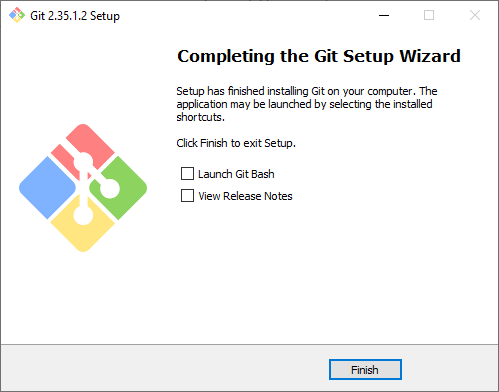 Git 2.35.1.2 Setup
Completing the Git Setup Wizard
Setup has finished installing Git on your computer. The
application may be launched by selecting the installed
shortcuts.
Click Finish to exit Setup.
Launch Git Bash
View Release Notes
Finish